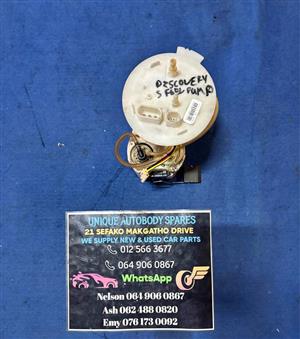 DISCOVERY
5 FUEL PUMP
UNIQUE AUTOBODY SPARES
21 SEFAKO MAKGATHO DRIVE
WE SUPPLY NEW & USED CAR PARTS
012 566 3677
064 906 0867
WhatsApp
Nelson 064 906 0867
Ash 062 488 0820
Emy 076 173 0092